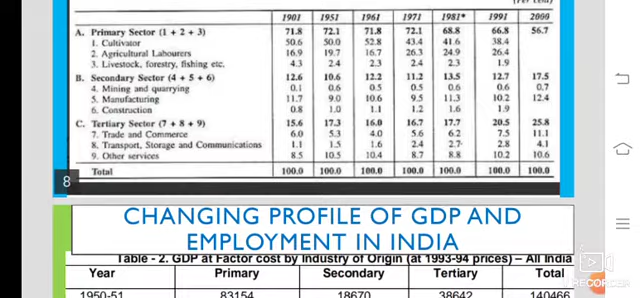 1901 1951 1961 1971 1981* 1991 2000
A. Primary Sector (1 + 2 + 3) 71.8 72.1 71.8 72.1 68.8 66.8 56.7
1. Cultivator 50.6 50.0 52.8 43.4 41.6 38.4
2. Agricultural Labourers 16.9 19.7 16.7 26.3 24.9 26.4
3. Livestock, forestry, fishing etc. 4.3 2.4 2.3 2.4 2.3 1.9
B. Secondary Sector (4 + 5 + 6) 12.6 10.6 12.2 11.2 13.5 12.7 17.5
4. Mining and quarrying 0.1 0.6 0.5 0.5 0.6 0.6 0.7
5. Manufacturing 11.7 9.0 10.6 9.5 11.3 10.2 12.4
6. Construction 0.8 1.0 1.1 1.2 1.6 1.9
C. Tertiary Sector (7 + 8 + 9) 15.6 17.3 16.0 16.7 17.7 20.5 25.8
7. Trade and Commerce 6.0 5.3 4.0 5.6 6.2 7.5 11.1
8. Transport, Storage and Communications 1.1 1.5 1.6 2.4 2.7 2.8 4.1
9. Other services 8.5 10.5 10.4 8.7 8.8 10.2 10.6
Total 100.0 100.0 100.0 100.0 100.0 100.0 100.0
8
CHANGING PROFILE OF GDP AND
EMPLOYMENT IN INDIA
Table - 2. GDP at Factor cost by Industry of Origin (at 1993-94 prices) – All India
Year Primary Secondary Tertiary Total
1950-51 83154 18670 38642 140466
RECORDER